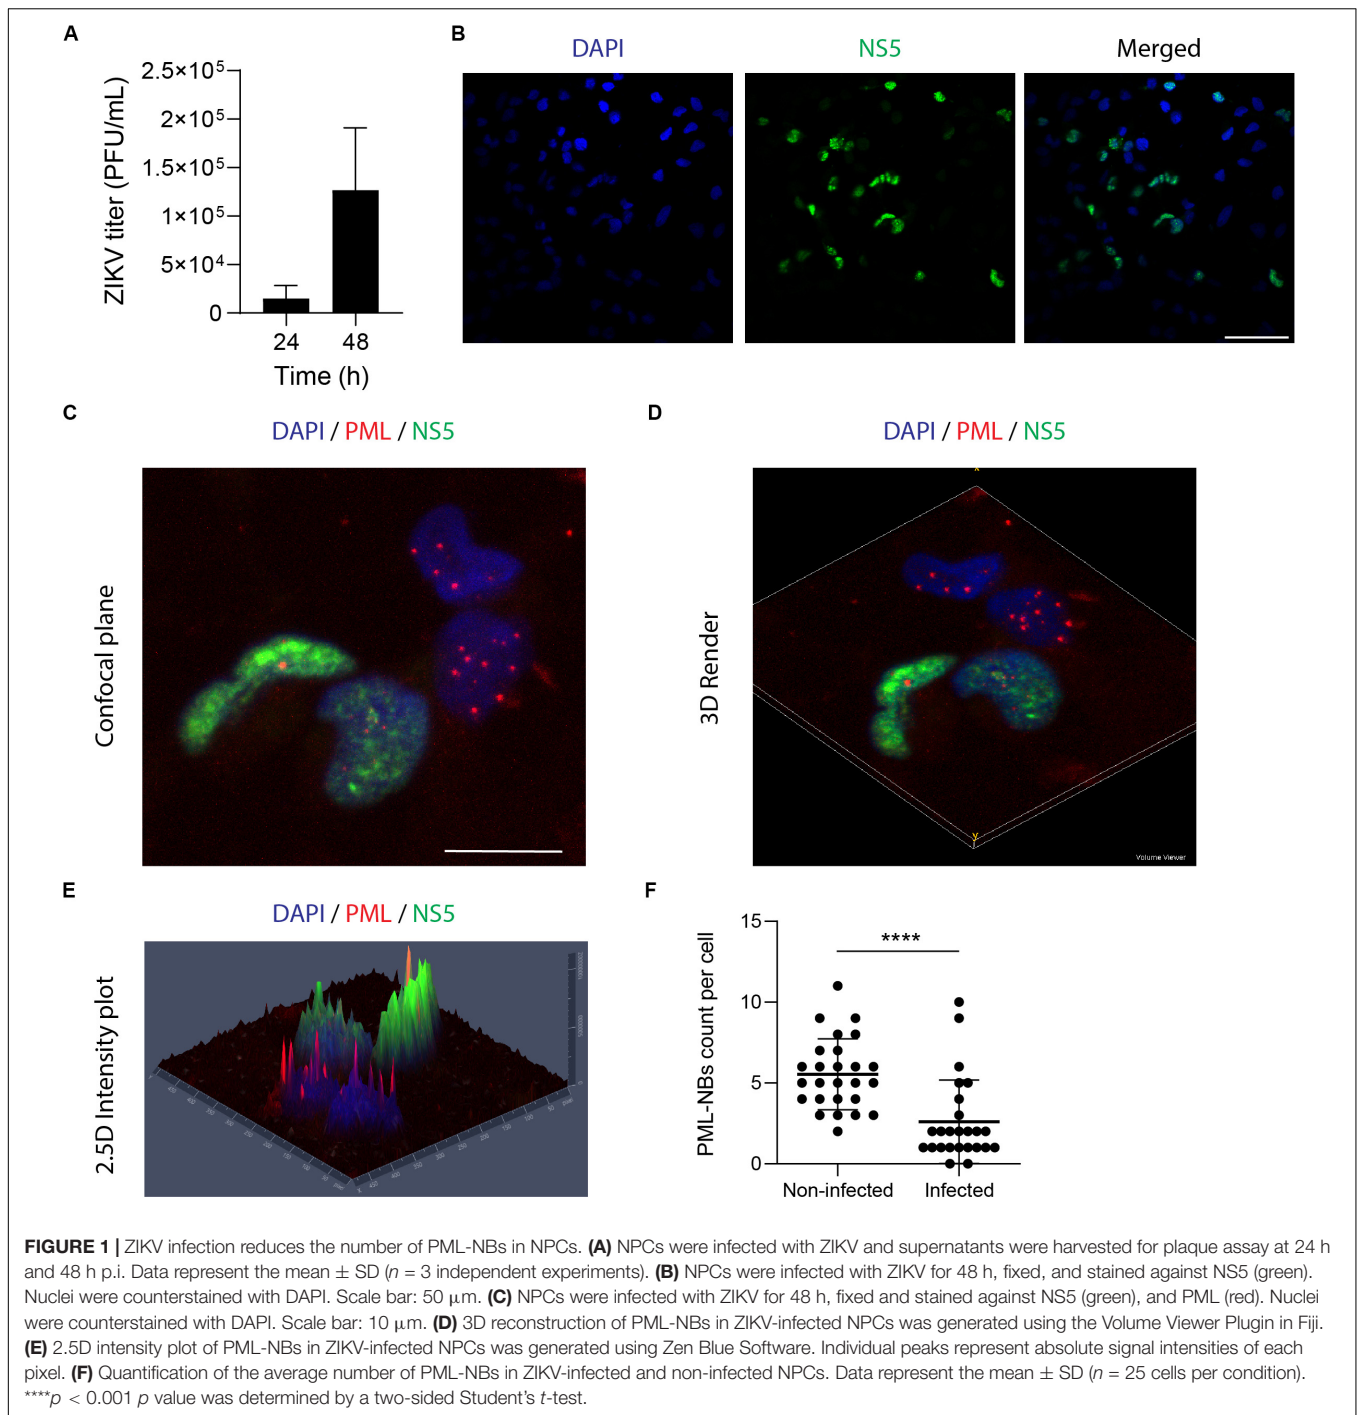 A
ZIKV titer (PFU/mL)
2.5×10⁵
2×10⁵
1.5×10⁵
1×10⁵
5×10⁴
0
24 48
Time (h)
B
DAPI NS5 Merged
C
DAPI / PML / NS5
Confocal plane
D
DAPI / PML / NS5
3D Render
Y
Volume Viewer
E
DAPI / PML / NS5
2.5D Intensity plot
F
PML-NBs count per cell
15
10
5
0
****
Non-infected Infected
FIGURE 1 | ZIKV infection reduces the number of PML-NBs in NPCs. (A) NPCs were infected with ZIKV and supernatants were harvested for plaque assay at 24 h
and 48 h p.i. Data represent the mean ± SD (n = 3 independent experiments). (B) NPCs were infected with ZIKV for 48 h, fixed, and stained against NS5 (green).
Nuclei were counterstained with DAPI. Scale bar: 50 μm. (C) NPCs were infected with ZIKV for 48 h, fixed and stained against NS5 (green), and PML (red). Nuclei
were counterstained with DAPI. Scale bar: 10 μm. (D) 3D reconstruction of PML-NBs in ZIKV-infected NPCs was generated using the Volume Viewer Plugin in Fiji.
(E) 2.5D intensity plot of PML-NBs in ZIKV-infected NPCs was generated using Zen Blue Software. Individual peaks represent absolute signal intensities of each
pixel. (F) Quantification of the average number of PML-NBs in ZIKV-infected and non-infected NPCs. Data represent the mean ± SD (n = 25 cells per condition).
****p < 0.001 p value was determined by a two-sided Student's t-test.